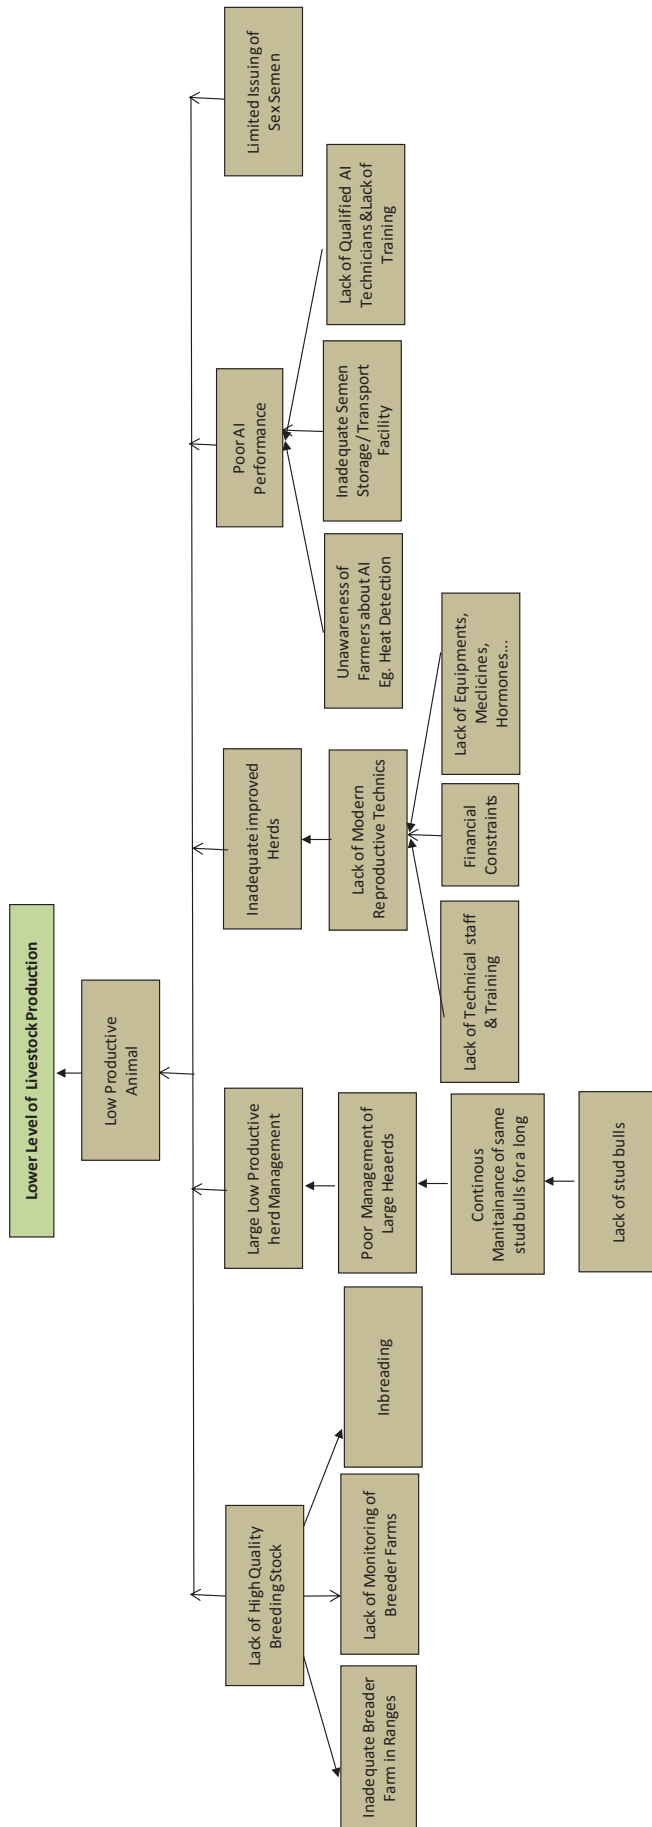 Lower Level of Livestock Production
Low Productive
Animal
Lack of High Quality
Breeding Stock
Large Low Productive
herd Management
Inadequate improved
Herds
Poor AI
Performance
Limited Issuing of
Sex Semen
Inadequate Breader
Farm in Ranges
Lack of Monitoring of
Breeder Farms
Inbreading
Poor Management of
Large Heaerds
Lack of Modern
Reproductive Technics
Unawareness of
Farmers about AI
Eg. Heat Detection
Inadequate Semen
Storage/ Transport
Facility
Lack of Qualified AI
Technicians &Lack of
Training
Continous
Manitainance of same
stud bulls for a long
Lack of Technical staff
& Training
Financial
Constraints
Lack of Equipments,
Meclicines,
Hormones...
Lack of stud bulls